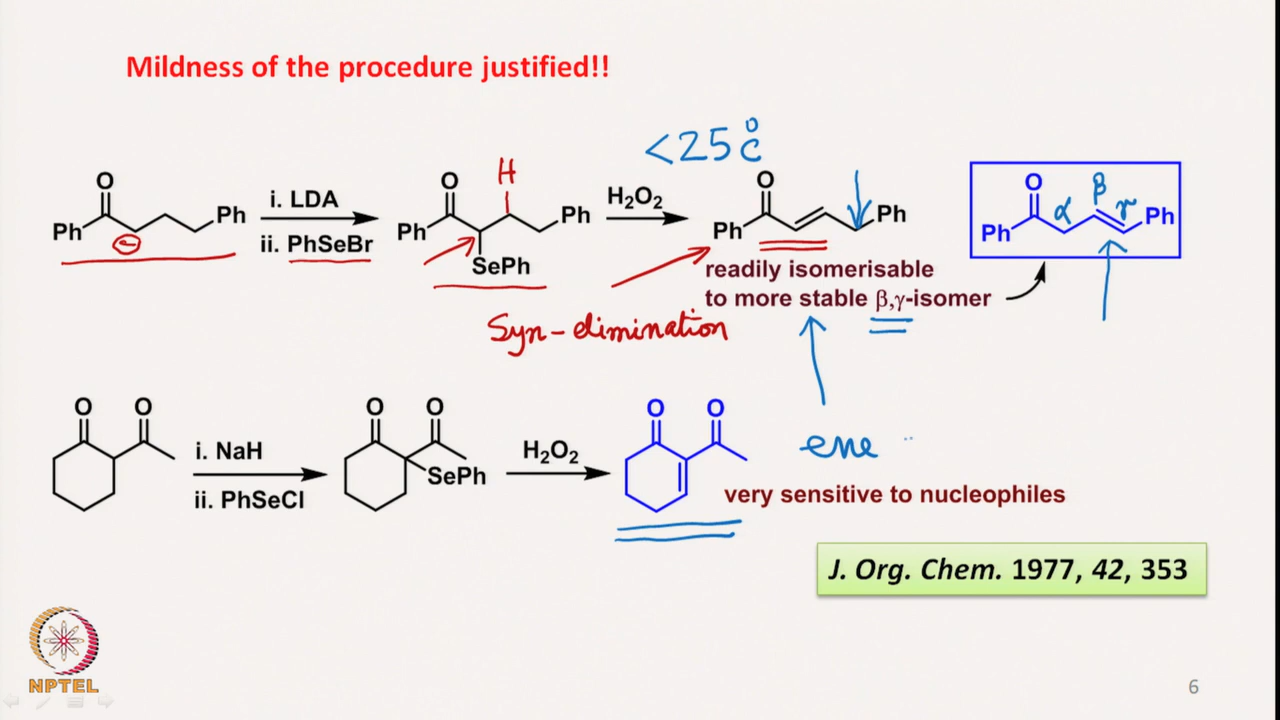 Mildness of the procedure justified!!
<25°C
O
Ph
Ph
⊖
i. LDA
ii. PhSeBr
O
H
Ph
Ph
SePh
H₂O₂
O
Ph
Ph
O
α
β
γ
Ph
Ph
readily isomerisable
to more stable β,γ-isomer
Syn-elimination
O
O
i. NaH
ii. PhSeCl
O
O
SePh
H₂O₂
O
O
ene
very sensitive to nucleophiles
J. Org. Chem. 1977, 42, 353
NPTEL
6